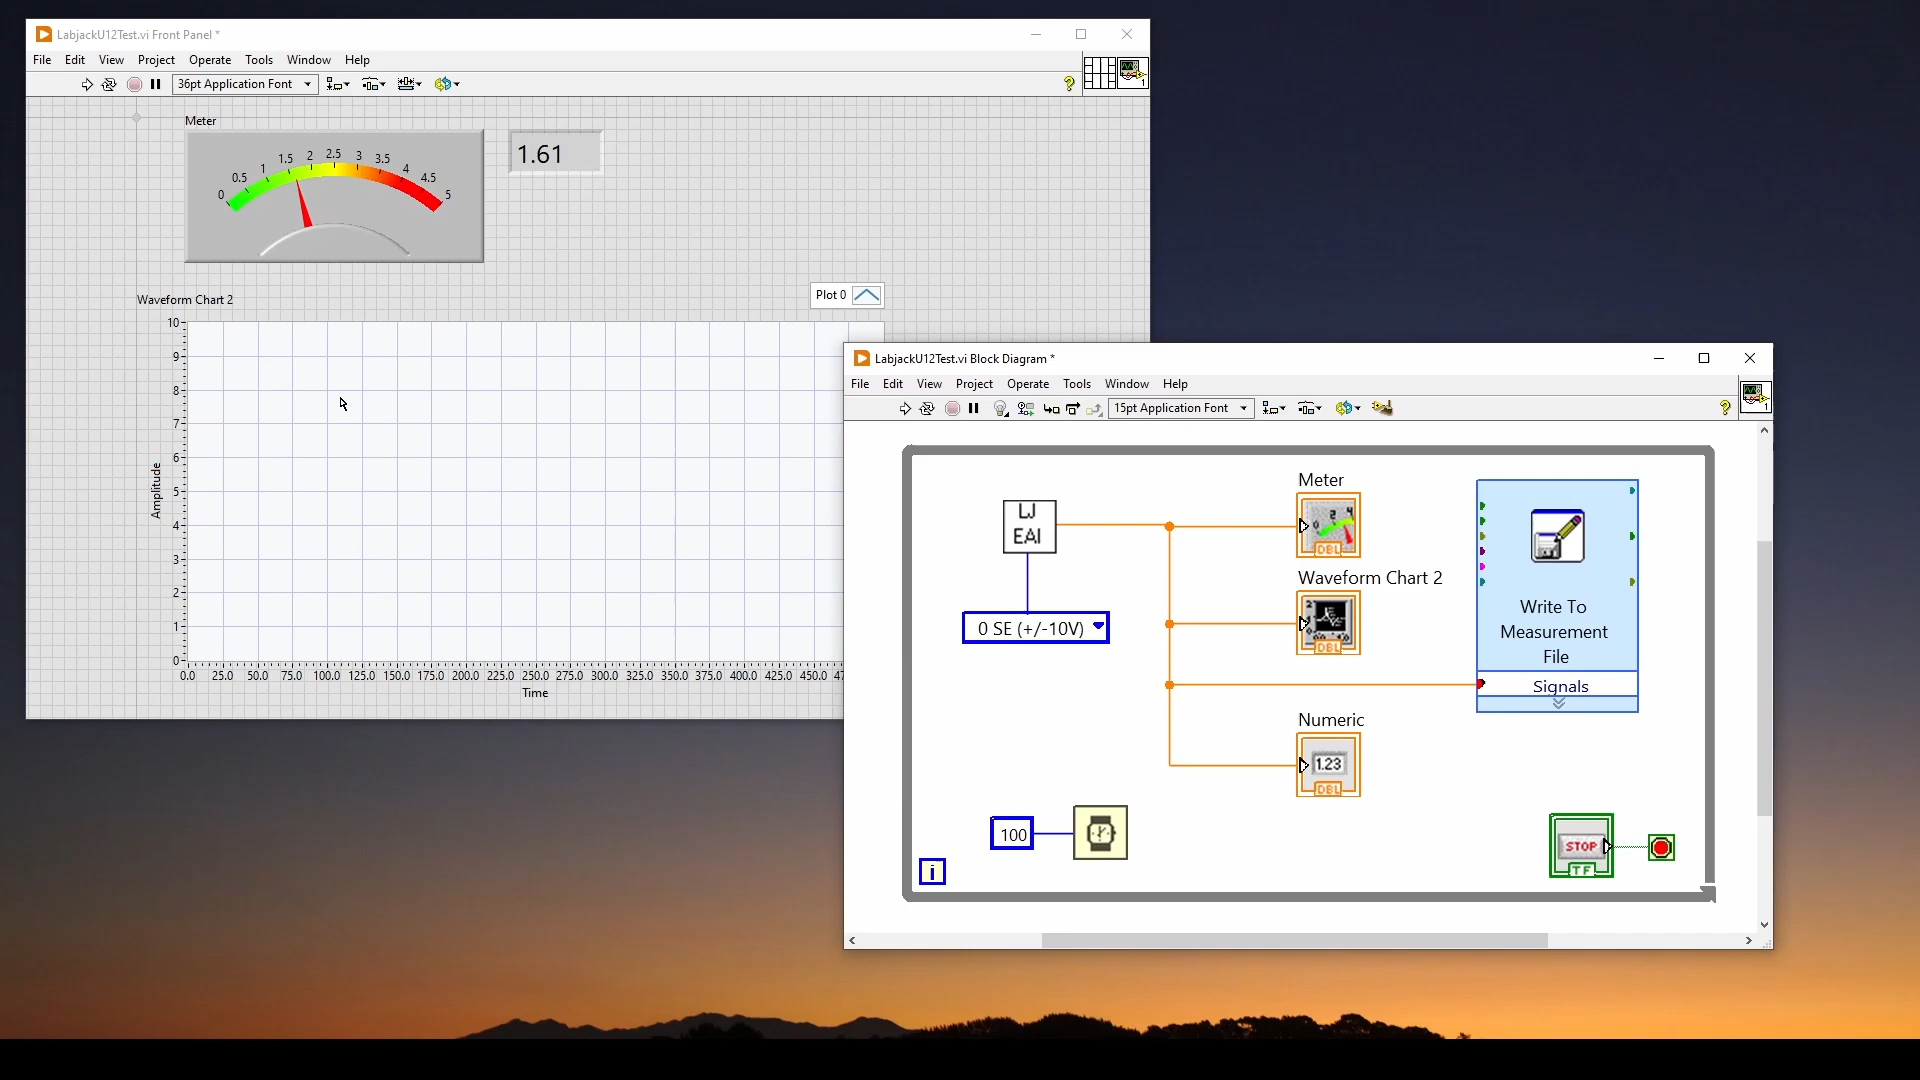 LabjackU12Test.vi Front Panel *
File Edit View Project Operate Tools Window Help
36pt Application Font
?
1
Meter
0 0.5 1 1.5 2 2.5 3 3.5 4 4.5 5
1.61
Waveform Chart 2
Plot 0
10
9
8
7
6
5
4
3
2
1
0
Amplitude
0.0 25.0 50.0 75.0 100.0 125.0 150.0 175.0 200.0 225.0 250.0 275.0 300.0 325.0 350.0 375.0 400.0 425.0 450.0
Time
LabjackU12Test.vi Block Diagram *
File Edit View Project Operate Tools Window Help
15pt Application Font
?
1
LJ
EAI
0 SE (+/-10V)
Meter
0 2 4
DBL
Waveform Chart 2
DBL
Write To
Measurement
File
Signals
Numeric
1.23
DBL
100
i
STOP
TF